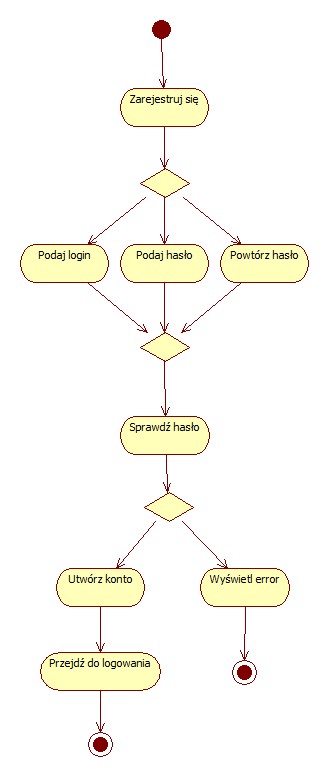 Zarejestruj się
Podaj login
Podaj hasło
Powtórz hasło
Sprawdź hasło
Utwórz konto
Wyświetl error
Przejdź do logowania